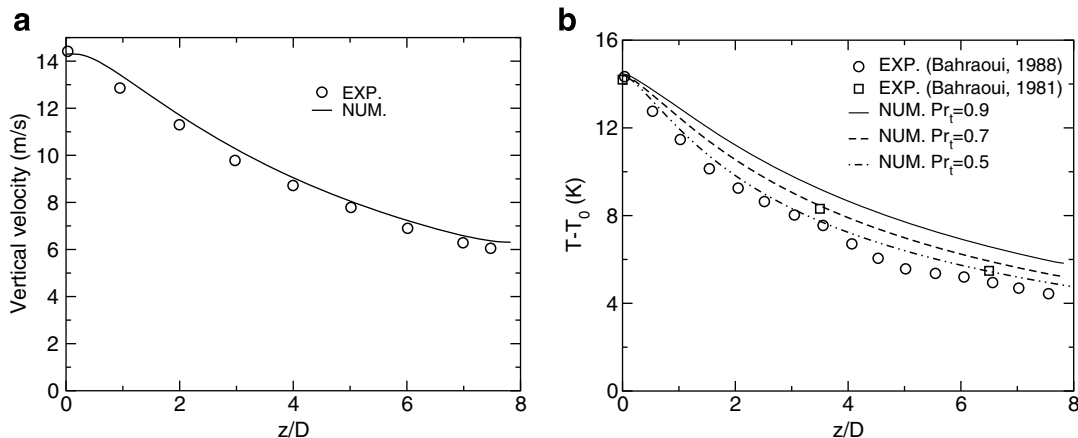 a
14
12
10
8
6
4
2
0
Vertical velocity (m/s)
EXP.
NUM.
0 2 4 6 8
z/D
b
16
12
8
4
0
T-T0 (K)
EXP. (Bahraoui, 1988)
EXP. (Bahraoui, 1981)
NUM. Prt=0.9
NUM. Prt=0.7
NUM. Prt=0.5
0 2 4 6 8
z/D